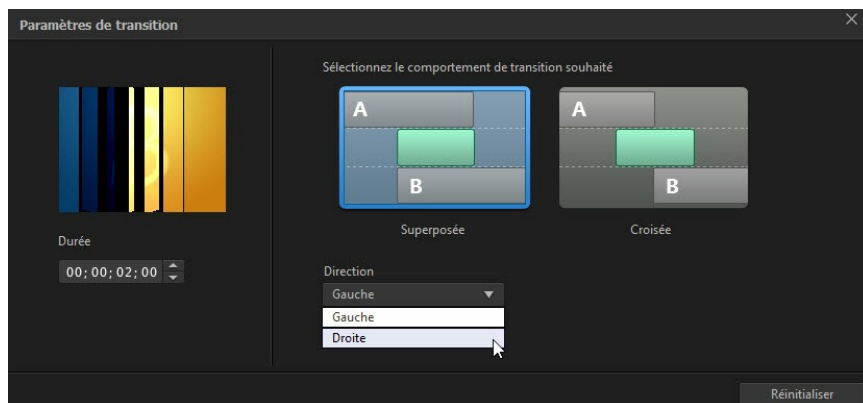 Paramètres de transition
Sélectionnez le comportement de transition souhaité
A
A
B
B
Superposée
Croisée
Durée
00;00;02;00
Direction
Gauche
Gauche
Droite
Réinitialiser